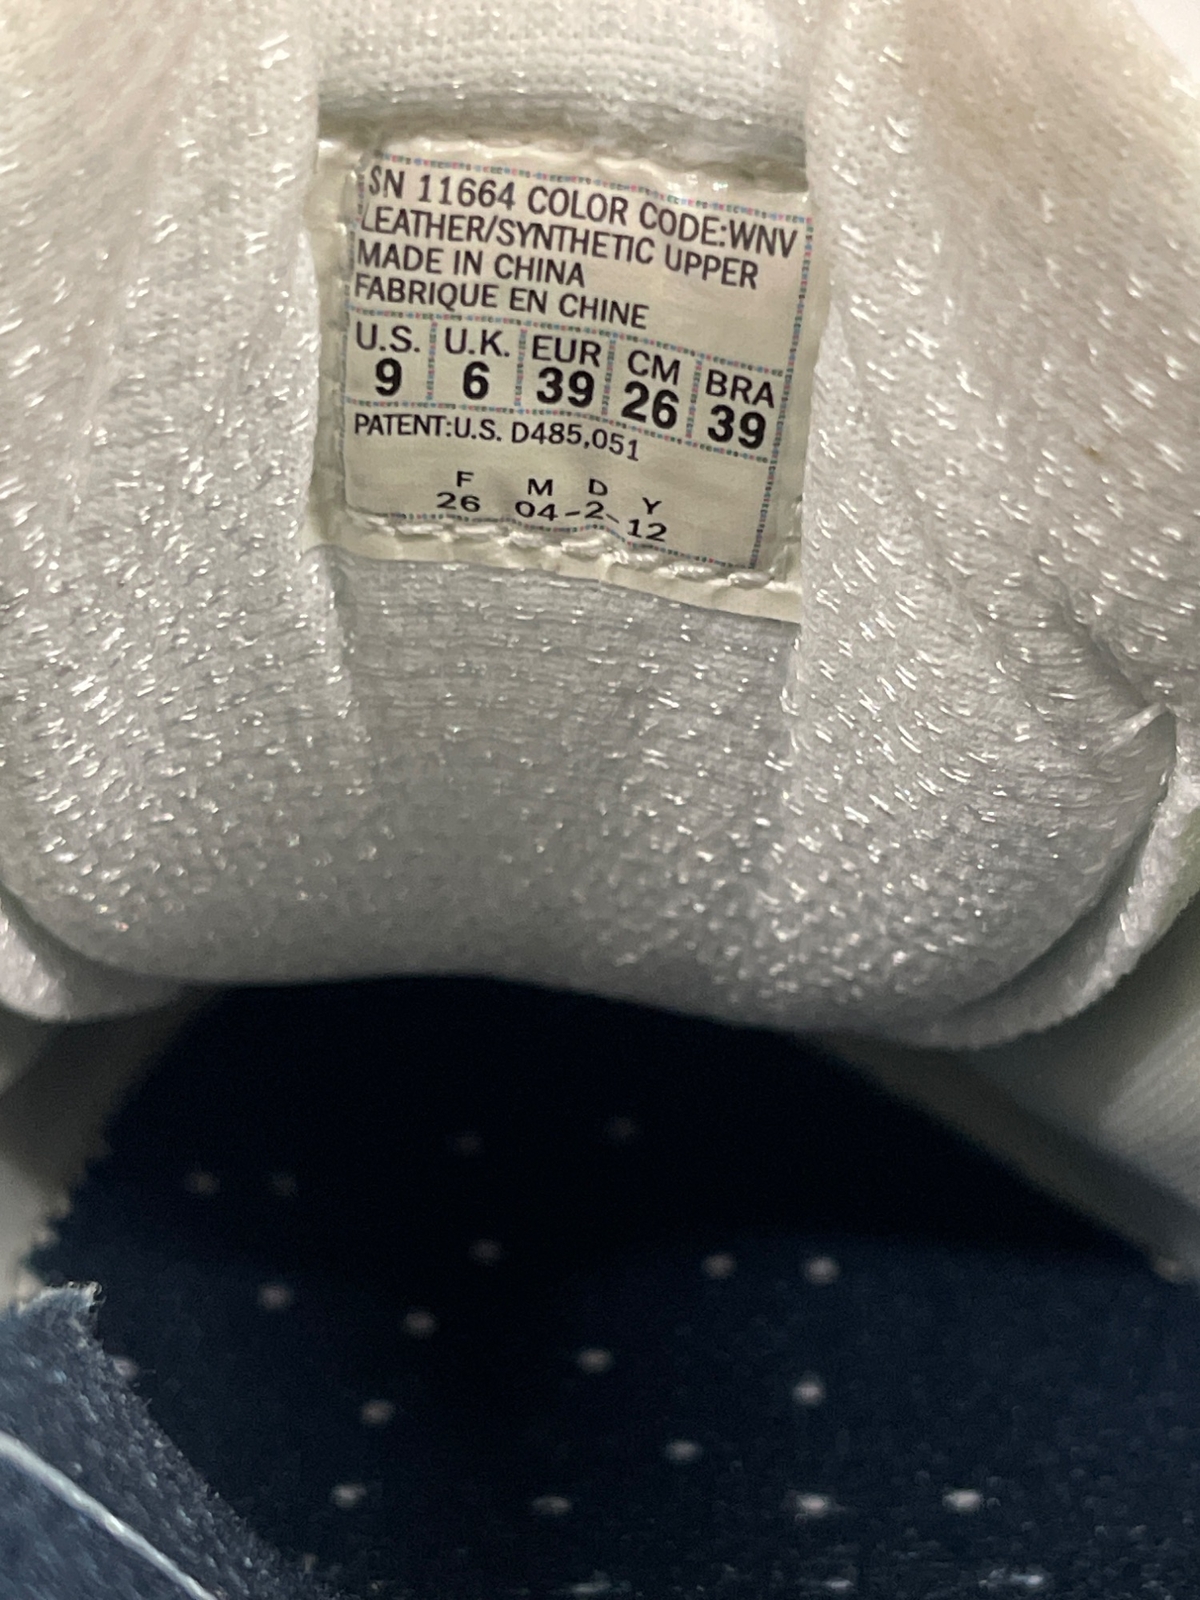 SN 11664 COLOR CODE:WNV
LEATHER/SYNTHETIC UPPER
MADE IN CHINA
FABRIQUE EN CHINE
U.S. U.K. EUR CM BRA
9 6 39 26 39
PATENT:U.S. D485,051
F M D Y
26 04-2-12